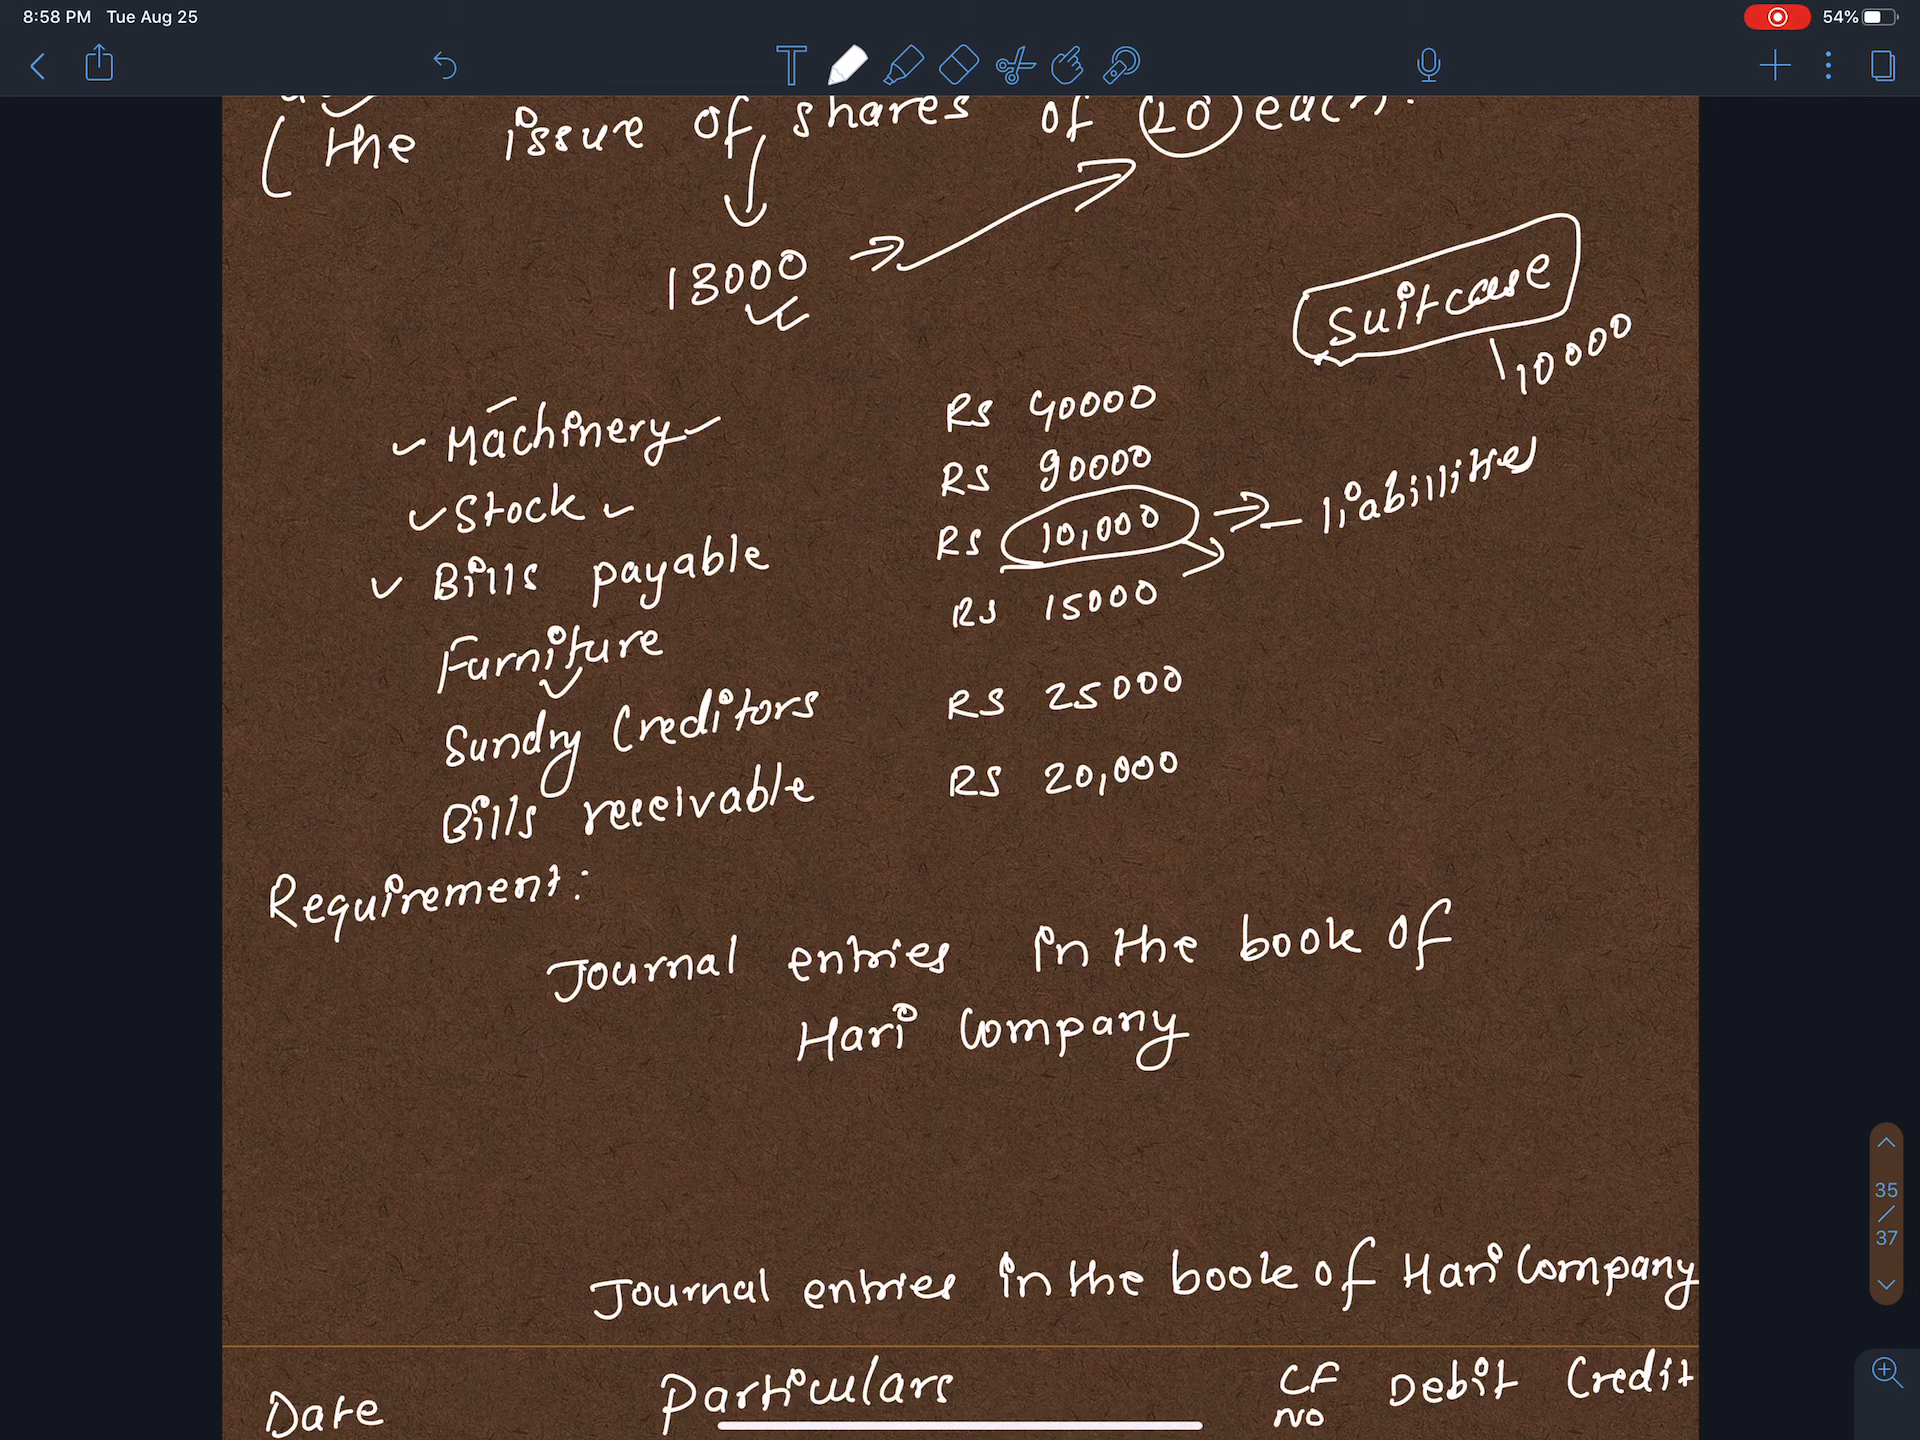 8:58 PM Tue Aug 25
54%
( the issue of shares of 20 each.
13000
Suitcase
10000
Machinery RS 40000
Stock RS 90000
Bills payable RS 10,000 liabillities
Furniture RS 15000
Sundry Creditors RS 25000
Bills receivable RS 20,000
Requirement:
Journal entries in the book of
Hari Company
35
/
37
Journal entries in the book of Hari Company
Date Particulars CF Debit Credit
NO